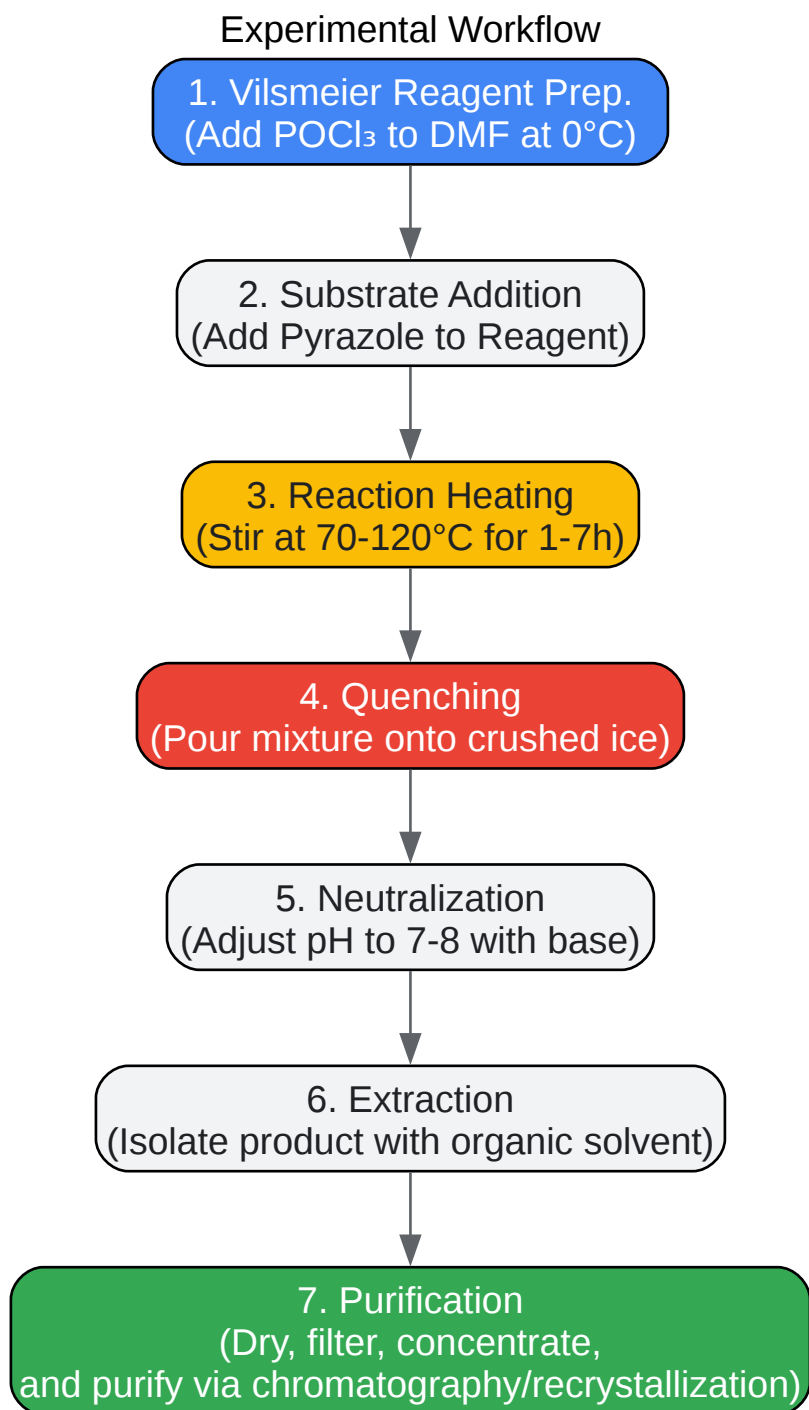 Experimental Workflow
1. Vilsmeier Reagent Prep.
(Add POCl₃ to DMF at 0°C)
2. Substrate Addition
(Add Pyrazole to Reagent)
3. Reaction Heating
(Stir at 70-120°C for 1-7h)
4. Quenching
(Pour mixture onto crushed ice)
5. Neutralization
(Adjust pH to 7-8 with base)
6. Extraction
(Isolate product with organic solvent)
7. Purification
(Dry, filter, concentrate,
and purify via chromatography/recrystallization)